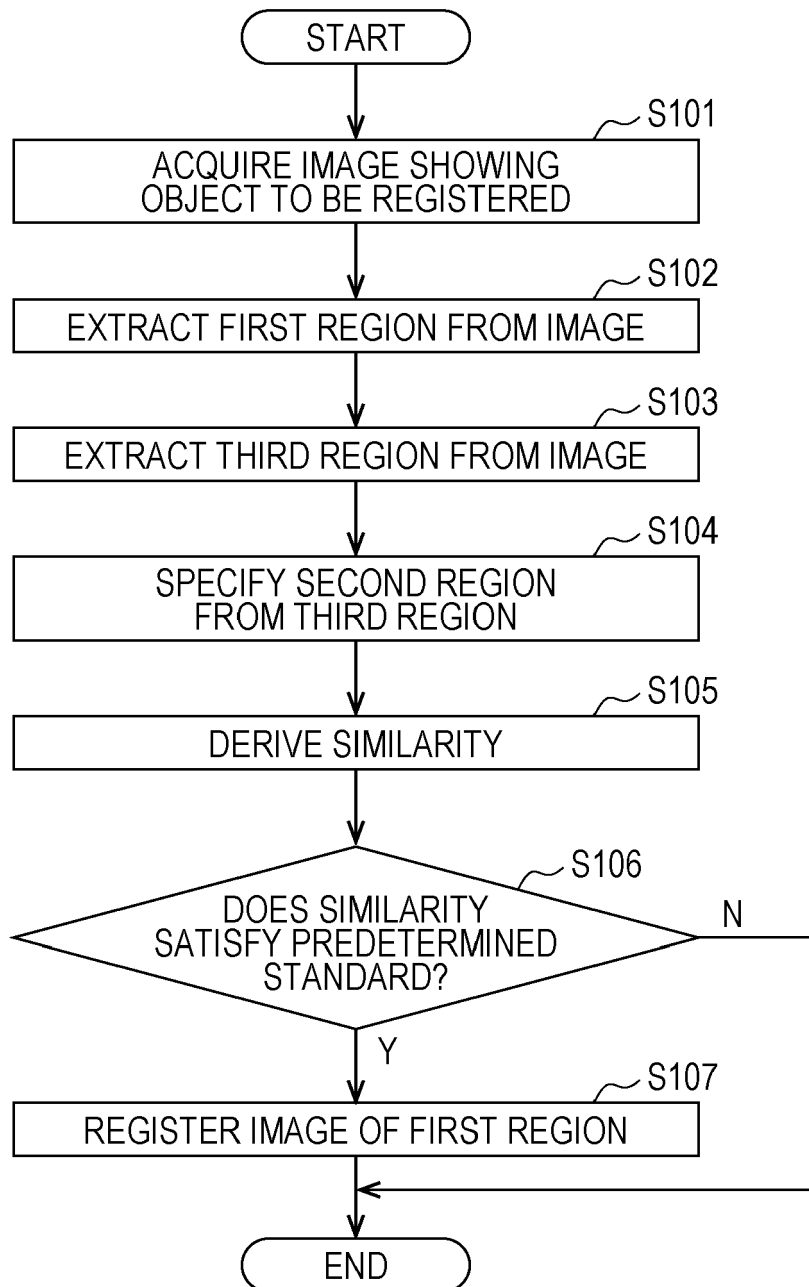 START
S101
ACQUIRE IMAGE SHOWING
OBJECT TO BE REGISTERED
S102
EXTRACT FIRST REGION FROM IMAGE
S103
EXTRACT THIRD REGION FROM IMAGE
S104
SPECIFY SECOND REGION
FROM THIRD REGION
S105
DERIVE SIMILARITY
S106
DOES SIMILARITY
SATISFY PREDETERMINED
STANDARD?
N
Y
S107
REGISTER IMAGE OF FIRST REGION
END